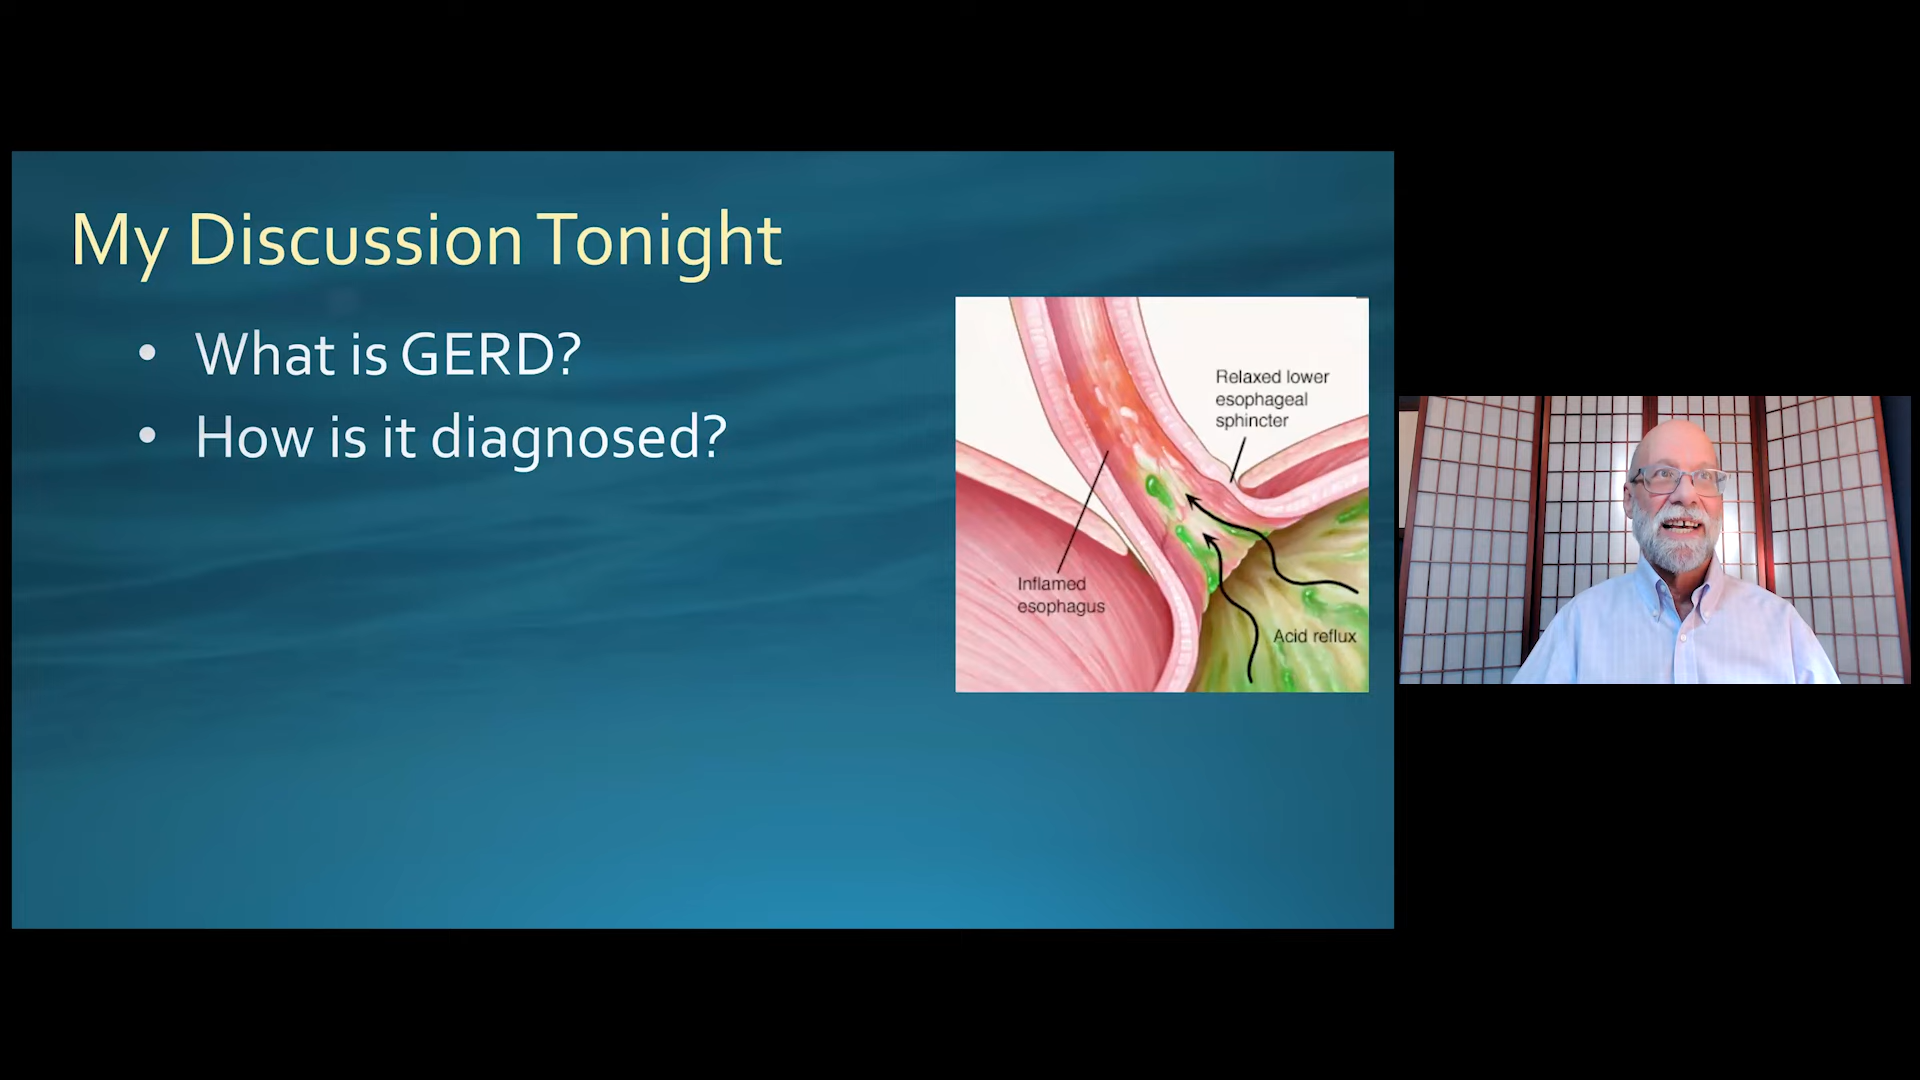 My Discussion Tonight
• What is GERD?
• How is it diagnosed?
Relaxed lower
esophageal
sphincter
Inflamed
esophagus
Acid reflux